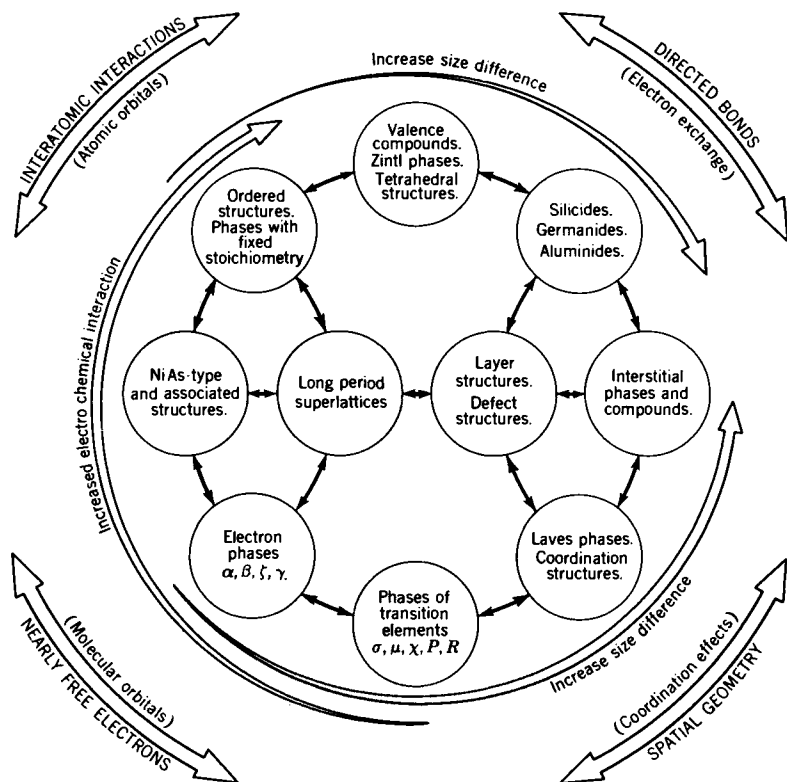 INTERATOMIC INTERACTIONS
(Atomic orbitals)
Increase size difference
DIRECTED BONDS
(Electron exchange)
Valence
compounds.
Zintl phases.
Tetrahedral
structures.
Ordered
structures.
Phases with
fixed
stoichiometry
Silicides.
Germanides.
Aluminides.
Increased electro chemical interaction
NiAs-type
and associated
structures.
Long period
superlattices
Layer
structures.
Defect
structures.
Interstitial
phases and
compounds.
Electron
phases
α, β, ζ, γ.
Phases of
transition
elements
σ, μ, χ, P, R
Laves phases.
Coordination
structures.
Increase size difference
(Molecular orbitals)
NEARLY FREE ELECTRONS
(Coordination effects)
SPATIAL GEOMETRY